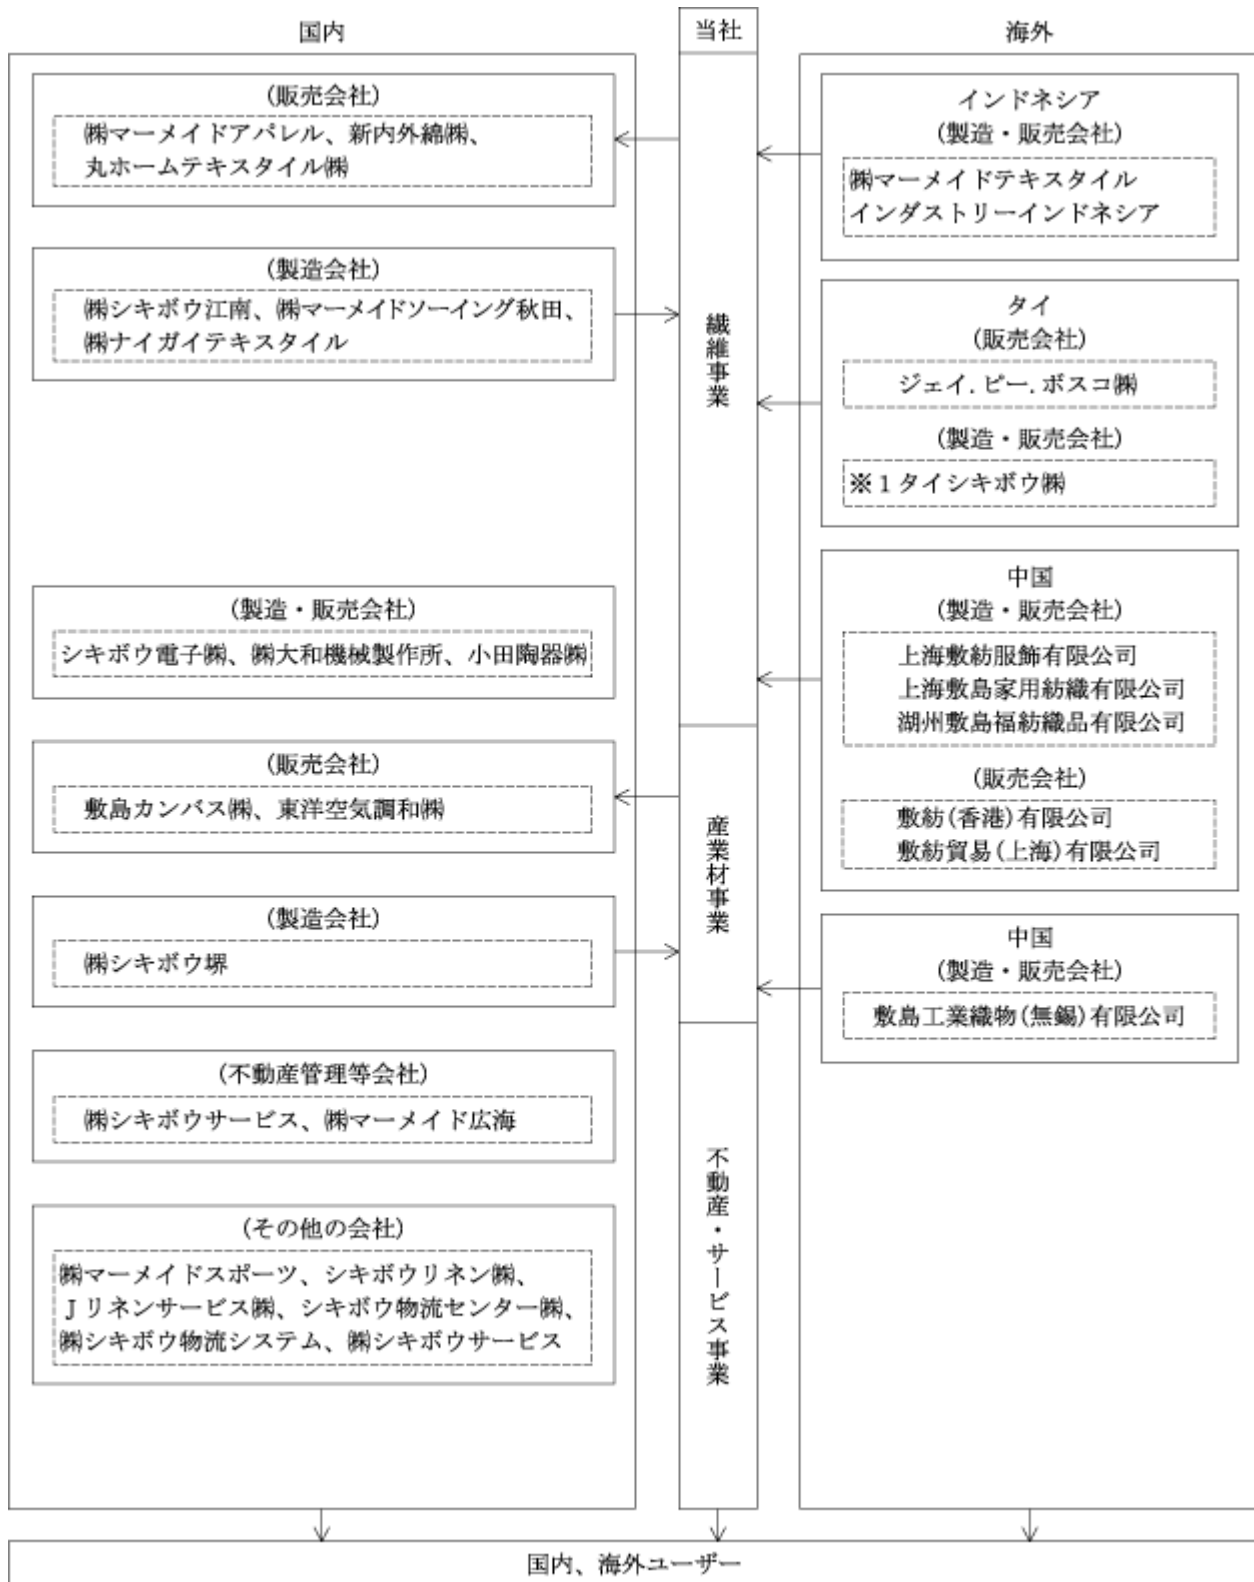 国内
(販売会社)
㈱マーメイドアパレル、新内外綿㈱、
丸ホームテキスタイル㈱
(製造会社)
㈱シキボウ江南、㈱マーメイドソーイング秋田、
㈱ナイガイテキスタイル
(製造・販売会社)
シキボウ電子㈱、㈱大和機械製作所、小田陶器㈱
(販売会社)
敷島カンバス㈱、東洋空気調和㈱
(製造会社)
㈱シキボウ堺
(不動産管理等会社)
㈱シキボウサービス、㈱マーメイド広海
(その他の会社)
㈱マーメイドスポーツ、シキボウリネン㈱、
Jリネンサービス㈱、シキボウ物流センター㈱、
㈱シキボウ物流システム、㈱シキボウサービス
当社
繊維事業
産業材事業
不動産・サービス事業
海外
インドネシア
(製造・販売会社)
㈱マーメイドテキスタイル
インダストリーインドネシア
タイ
(販売会社)
ジェイ.ピー.ボスコ㈱
(製造・販売会社)
※1タイシキボウ㈱
中国
(製造・販売会社)
上海敷紡服飾有限公司
上海敷島家用紡織有限公司
湖州敷島福紡織品有限公司
(販売会社)
敷紡(香港)有限公司
敷紡貿易(上海)有限公司
中国
(製造・販売会社)
敷島工業織物(無錫)有限公司
国内、海外ユーザー